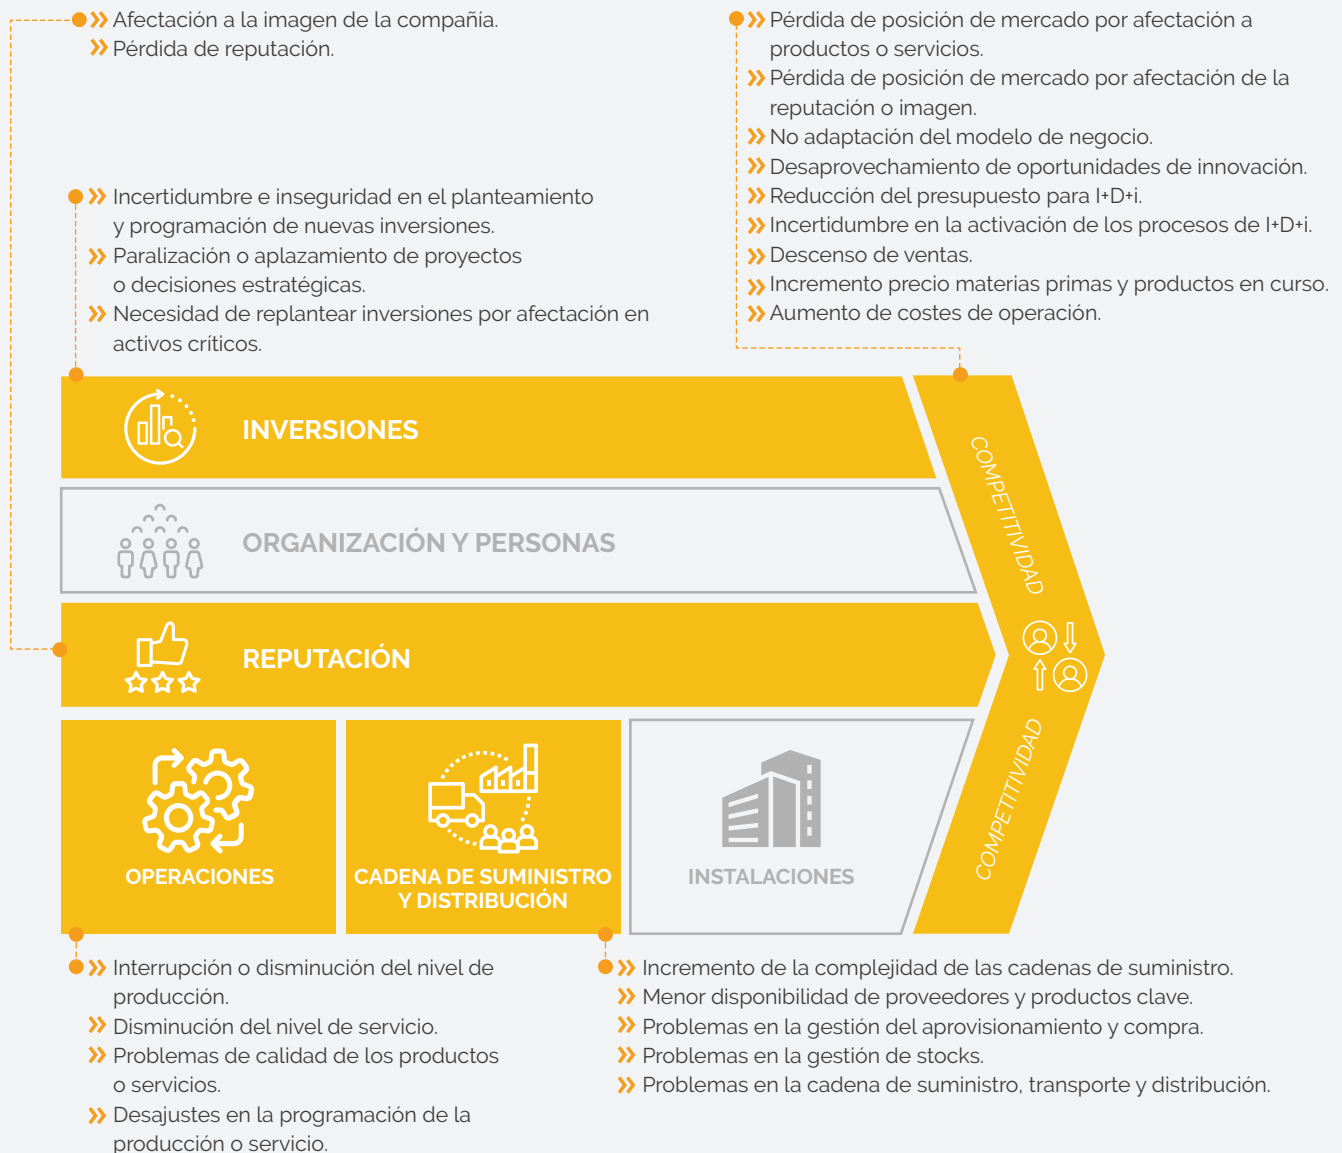 Afectación a la imagen de la compañía.
Pérdida de reputación.
Pérdida de posición de mercado por afectación a
productos o servicios.
Pérdida de posición de mercado por afectación de la
reputación o imagen.
No adaptación del modelo de negocio.
Desaprovechamiento de oportunidades de innovación.
Reducción del presupuesto para I+D+i.
Incertidumbre en la activación de los procesos de I+D+i.
Descenso de ventas.
Incremento precio materias primas y productos en curso.
Aumento de costes de operación.
Incertidumbre e inseguridad en el planteamiento
y programación de nuevas inversiones.
Paralización o aplazamiento de proyectos
o decisiones estratégicas.
Necesidad de replantear inversiones por afectación en
activos críticos.
INVERSIONES
ORGANIZACIÓN Y PERSONAS
REPUTACIÓN
COMPETITIVIDAD
COMPETITIVIDAD
OPERACIONES
CADENA DE SUMINISTRO
Y DISTRIBUCIÓN
INSTALACIONES
Interrupción o disminución del nivel de
producción.
Disminución del nivel de servicio.
Problemas de calidad de los productos
o servicios.
Desajustes en la programación de la
producción o servicio.
Incremento de la complejidad de las cadenas de suministro.
Menor disponibilidad de proveedores y productos clave.
Problemas en la gestión del aprovisionamiento y compra.
Problemas en la gestión de stocks.
Problemas en la cadena de suministro, transporte y distribución.